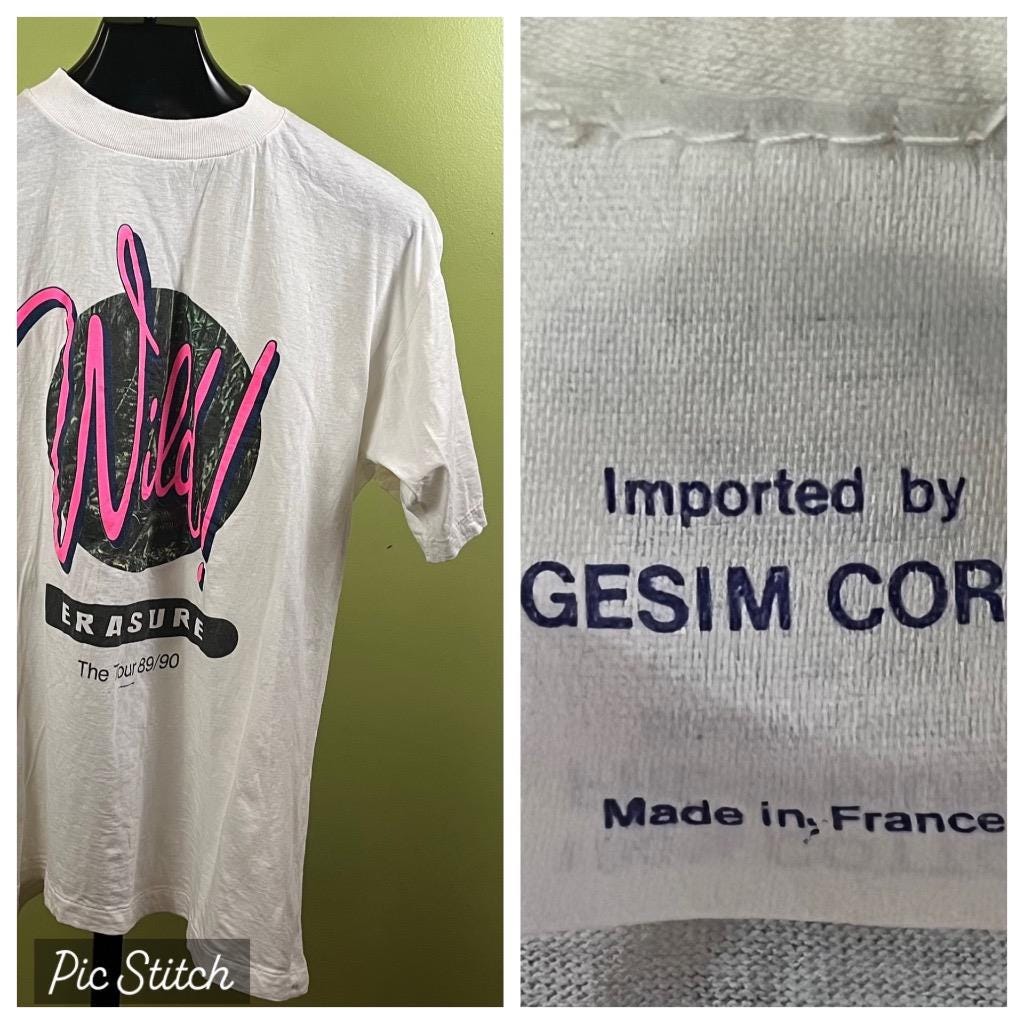 Wild!
ERASURE
The Tour 89/90
Pic Stitch
Imported by
GESIM COR
Made in France